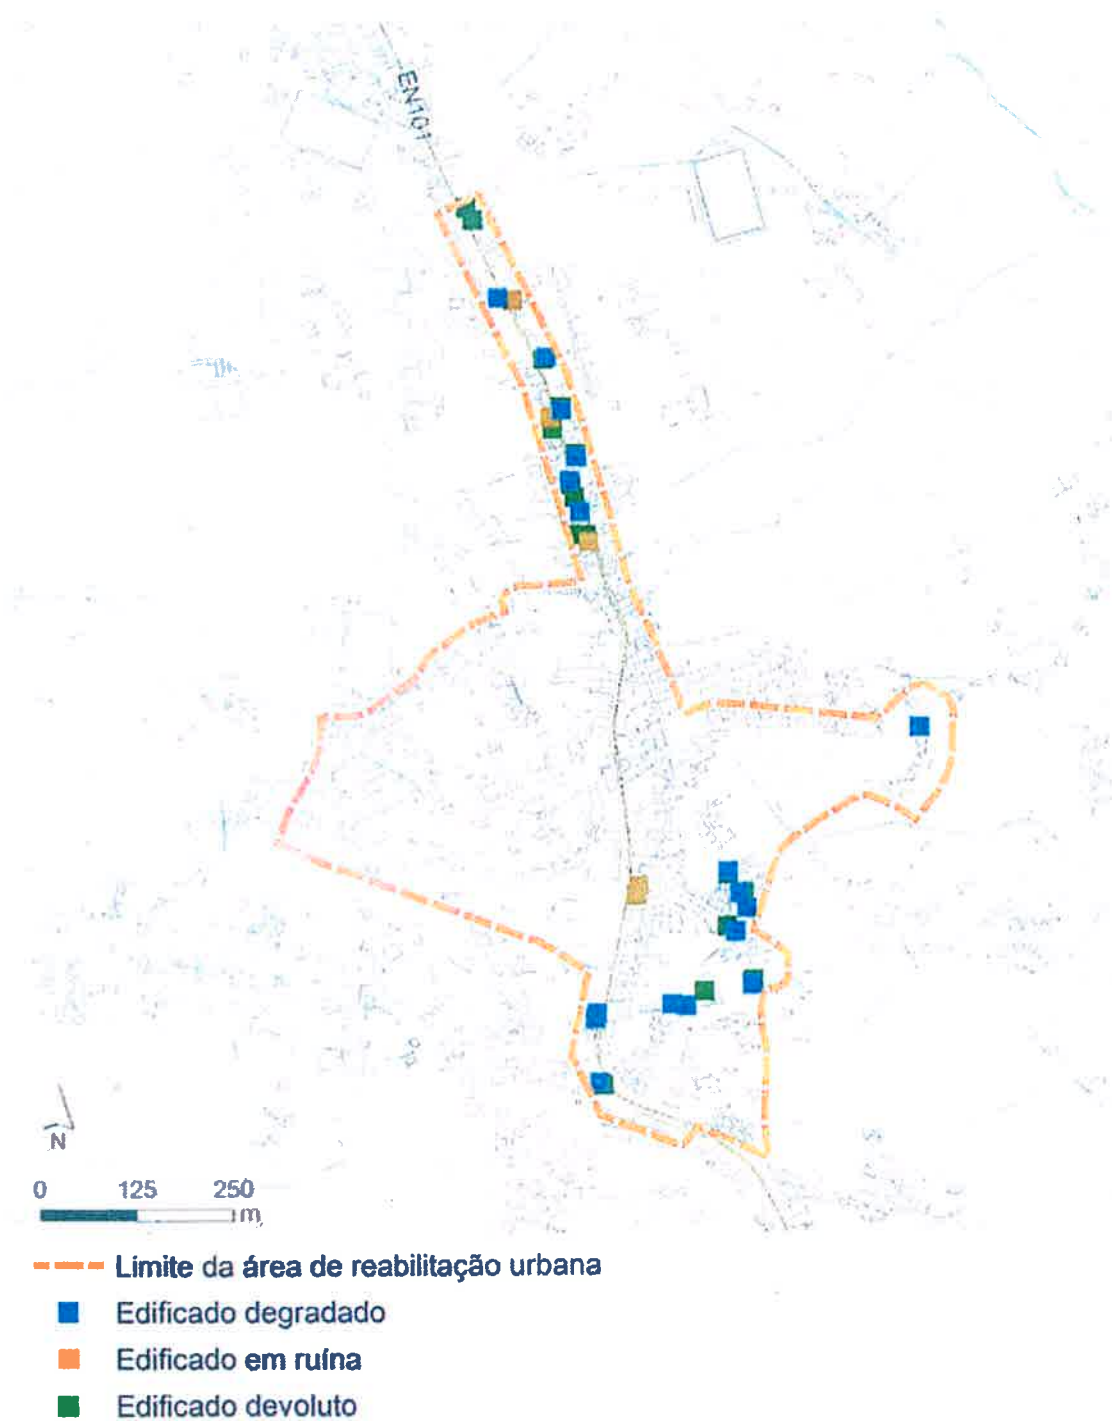 EN101
N
0 125 250
m
Limite da área de reabilitação urbana
Edificado degradado
Edificado em ruína
Edificado devoluto